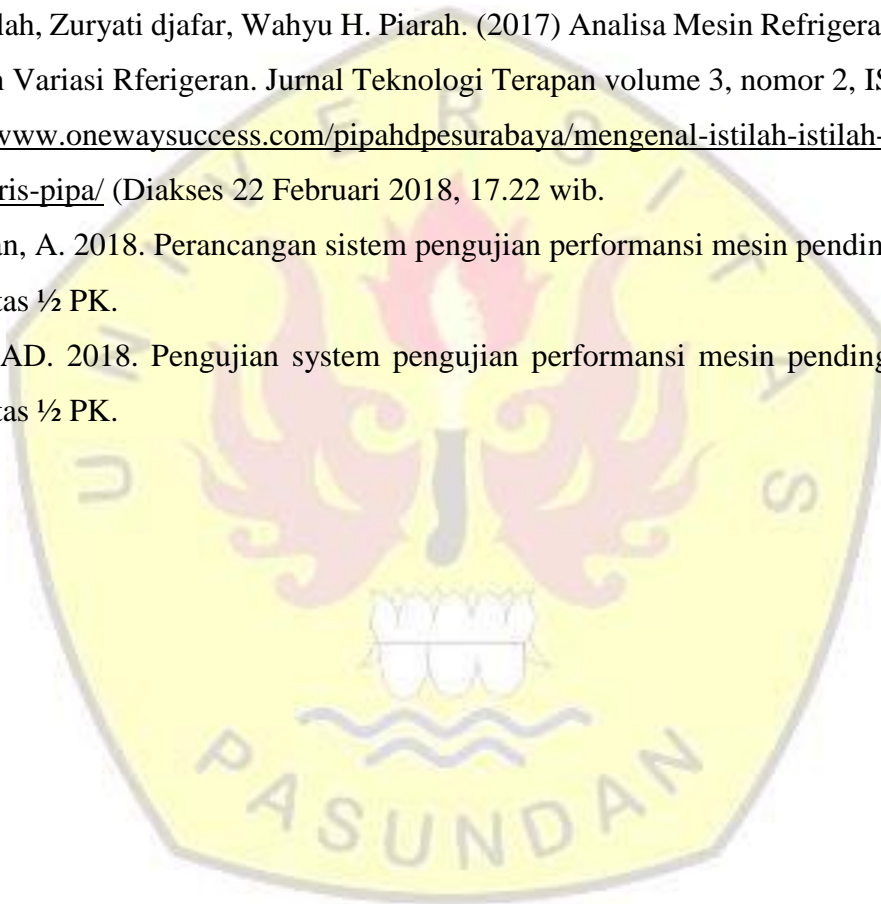 lah, Zuryati djafar, Wahyu H. Piarah. (2017) Analisa Mesin Refrigera
n Variasi Rferigeran. Jurnal Teknologi Terapan volume 3, nomor 2, IS
www.onewaysuccess.com/pipahdpesurabaya/mengenal-istilah-istilah-
ris-pipa/ (Diakses 22 Februari 2018, 17.22 wib.
an, A. 2018. Perancangan sistem pengujian performansi mesin pendin
tas ½ PK.
AD. 2018. Pengujian system pengujian performansi mesin pending
tas ½ PK.
UNIVERSITAS
PASUNDAN